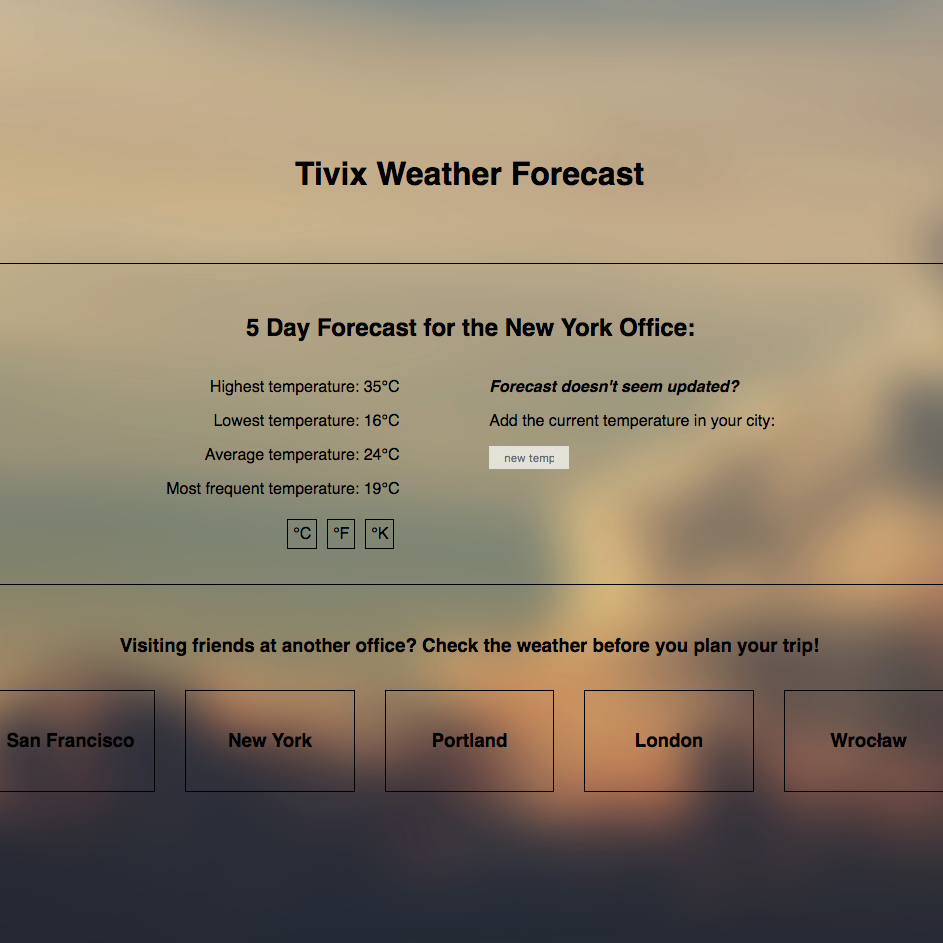 Tivix Weather Forecast
5 Day Forecast for the New York Office:
Highest temperature: 35°C
Lowest temperature: 16°C
Average temperature: 24°C
Most frequent temperature: 19°C
°C °F °K
Forecast doesn't seem updated?
Add the current temperature in your city:
new temp
Visiting friends at another office? Check the weather before you plan your trip!
San Francisco New York Portland London Wrocław